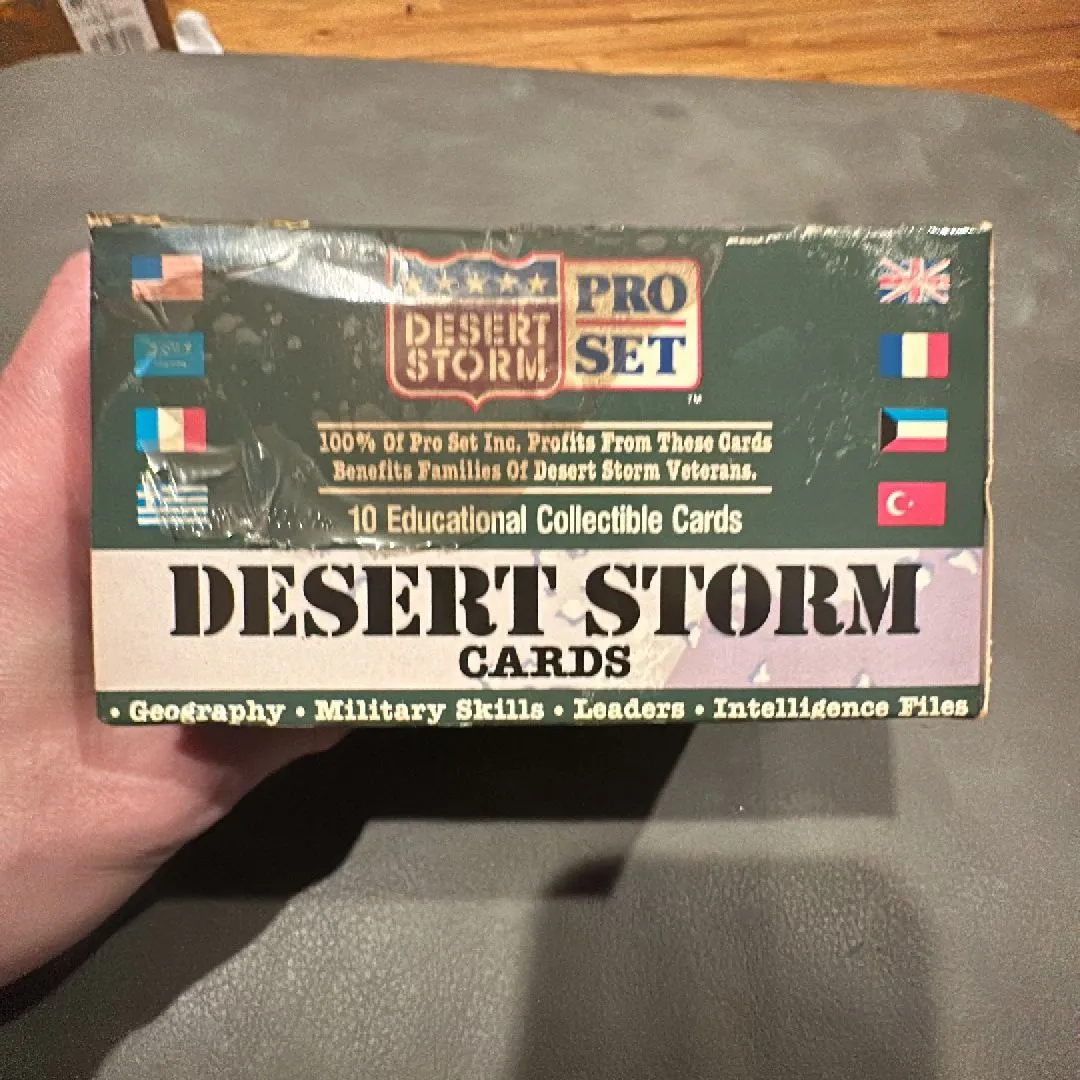 DESERT
STORM
PRO
SET
TM
100% Of Pro Set Inc. Profits From These Cards
Benefits Families Of Desert Storm Veterans.
10 Educational Collectible Cards
DESERT STORM
CARDS
• Geography • Military Skills • Leaders • Intelligence Files